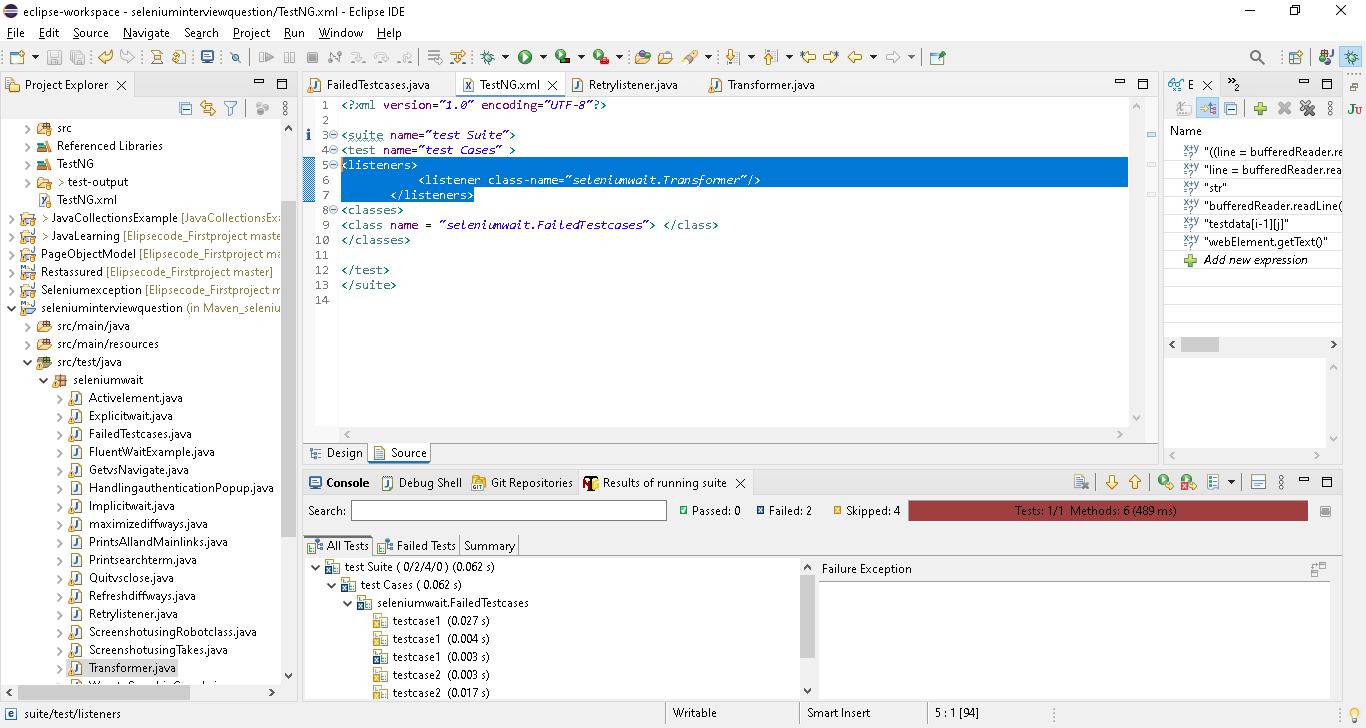 eclipse-workspace - seleniuminterviewquestion/TestNG.xml - Eclipse IDE
File Edit Source Navigate Search Project Run Window Help
Project Explorer
src
Referenced Libraries
TestNG
> test-output
TestNG.xml
> JavaCollectionsExample [JavaCollectionsExa
> JavaLearning [Elipsecode_Firstproject maste
PageObjectModel [Elipsecode_Firstproject m
Restassured [Elipsecode_Firstproject master]
Seleniumexception [Elipsecode_Firstproject m
seleniuminterviewquestion (in Maven_seleniu
src/main/java
src/main/resources
src/test/java
seleniumwait
Activelement.java
Explicitwait.java
FailedTestcases.java
FluentWaitExample.java
GetvsNavigate.java
HandlingauthenticationPopup.java
Implicitwait.java
maximizediffways.java
PrintsAllandMainlinks.java
Printsearchterm.java
Quitvsclose.java
Refreshdiffways.java
Retrylistener.java
ScreenshotusingRobotclass.java
ScreenshotusingTakes.java
Transformer.java
FailedTestcases.java TestNG.xml Retrylistener.java Transformer.java
1 <?xml version="1.0" encoding="UTF-8"?>
2
3 <suite name="test Suite">
4 <test name="test Cases" >
5 <listeners>
6 <listener class-name="seleniumwait.Transformer"/>
7 </listeners>
8 <classes>
9 <class name = "seleniumwait.FailedTestcases"> </class>
10 </classes>
11
12 </test>
13 </suite>
14
Design Source
E 2
Ju
Name
"((line = bufferedReader.re
"line = bufferedReader.rea
"str"
"bufferedReader.readLine(
"testdata[i-1][j]"
"webElement.getText()"
Add new expression
Console Debug Shell Git Repositories Results of running suite
Search: Passed: 0 Failed: 2 Skipped: 4 Tests: 1/1 Methods: 6 (489 ms)
All Tests Failed Tests Summary
test Suite ( 0/2/4/0 ) (0.062 s)
test Cases ( 0.062 s)
seleniumwait.FailedTestcases
testcase1 (0.027 s)
testcase1 (0.004 s)
testcase1 (0.003 s)
testcase2 (0.003 s)
testcase2 (0.017 s)
Failure Exception
suite/test/listeners Writable Smart Insert 5 : 1 [94]